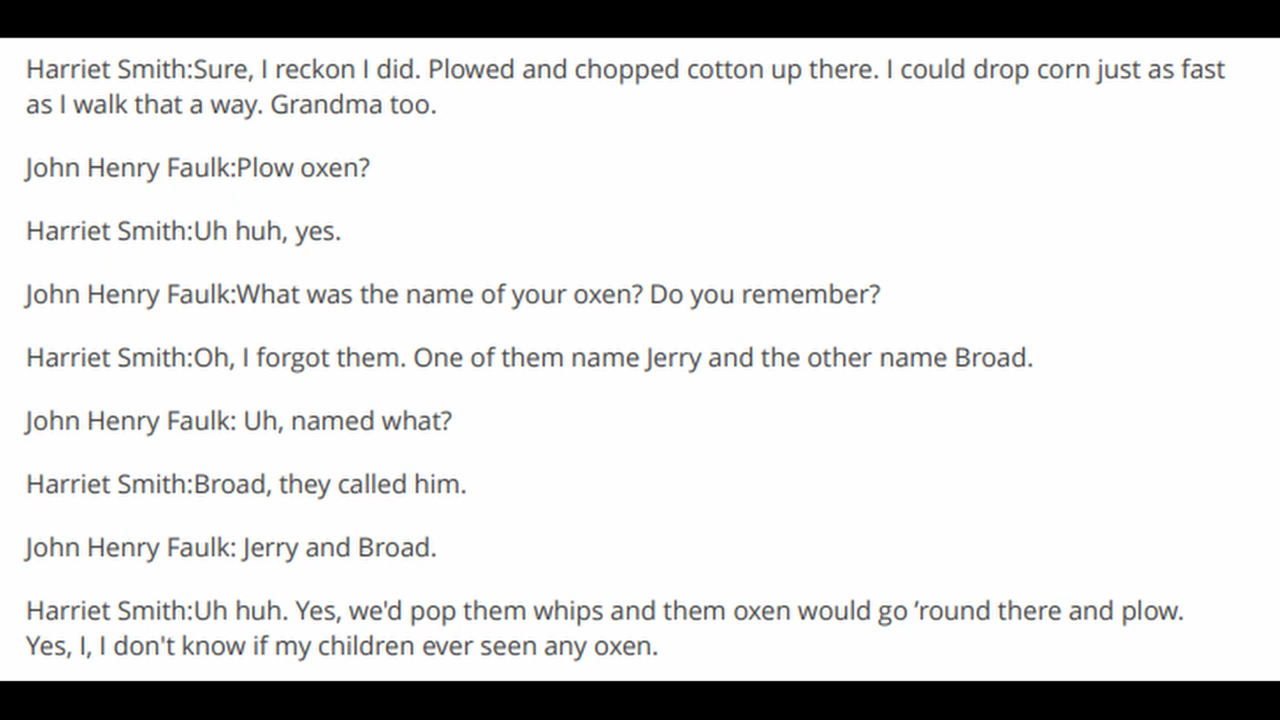 Harriet Smith:Sure, I reckon I did. Plowed and chopped cotton up there. I could drop corn just as fast
as I walk that a way. Grandma too.
John Henry Faulk:Plow oxen?
Harriet Smith:Uh huh, yes.
John Henry Faulk:What was the name of your oxen? Do you remember?
Harriet Smith:Oh, I forgot them. One of them name Jerry and the other name Broad.
John Henry Faulk: Uh, named what?
Harriet Smith:Broad, they called him.
John Henry Faulk: Jerry and Broad.
Harriet Smith:Uh huh. Yes, we'd pop them whips and them oxen would go ’round there and plow.
Yes, I, I don't know if my children ever seen any oxen.